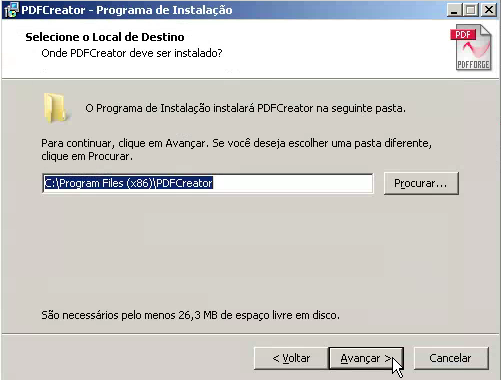 PDFCreator - Programa de Instalação
Selecione o Local de Destino
Onde PDFCreator deve ser instalado?
PDF
PDFFORGE
O Programa de Instalação instalará PDFCreator na seguinte pasta.
Para continuar, clique em Avançar. Se você deseja escolher uma pasta diferente,
clique em Procurar.
C:\Program Files (x86)\PDFCreator
Procurar...
São necessários pelo menos 26,3 MB de espaço livre em disco.
< Voltar
Avançar >
Cancelar